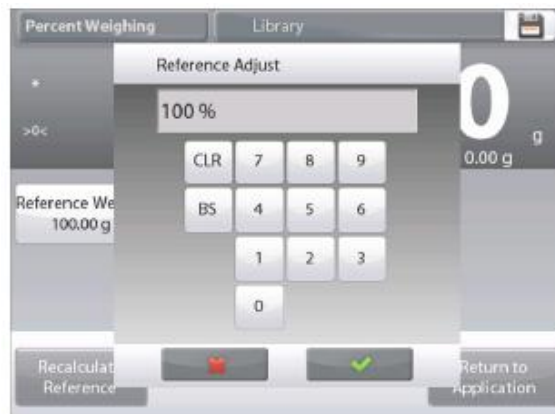 Percent Weighing
Library
Reference Adjust
100 %
*
>0<
0
g
0.00 g
CLR 7 8 9
Reference We
100.00 g
BS 4 5 6
1 2 3
0
Recalculat
Reference
Return to
Application